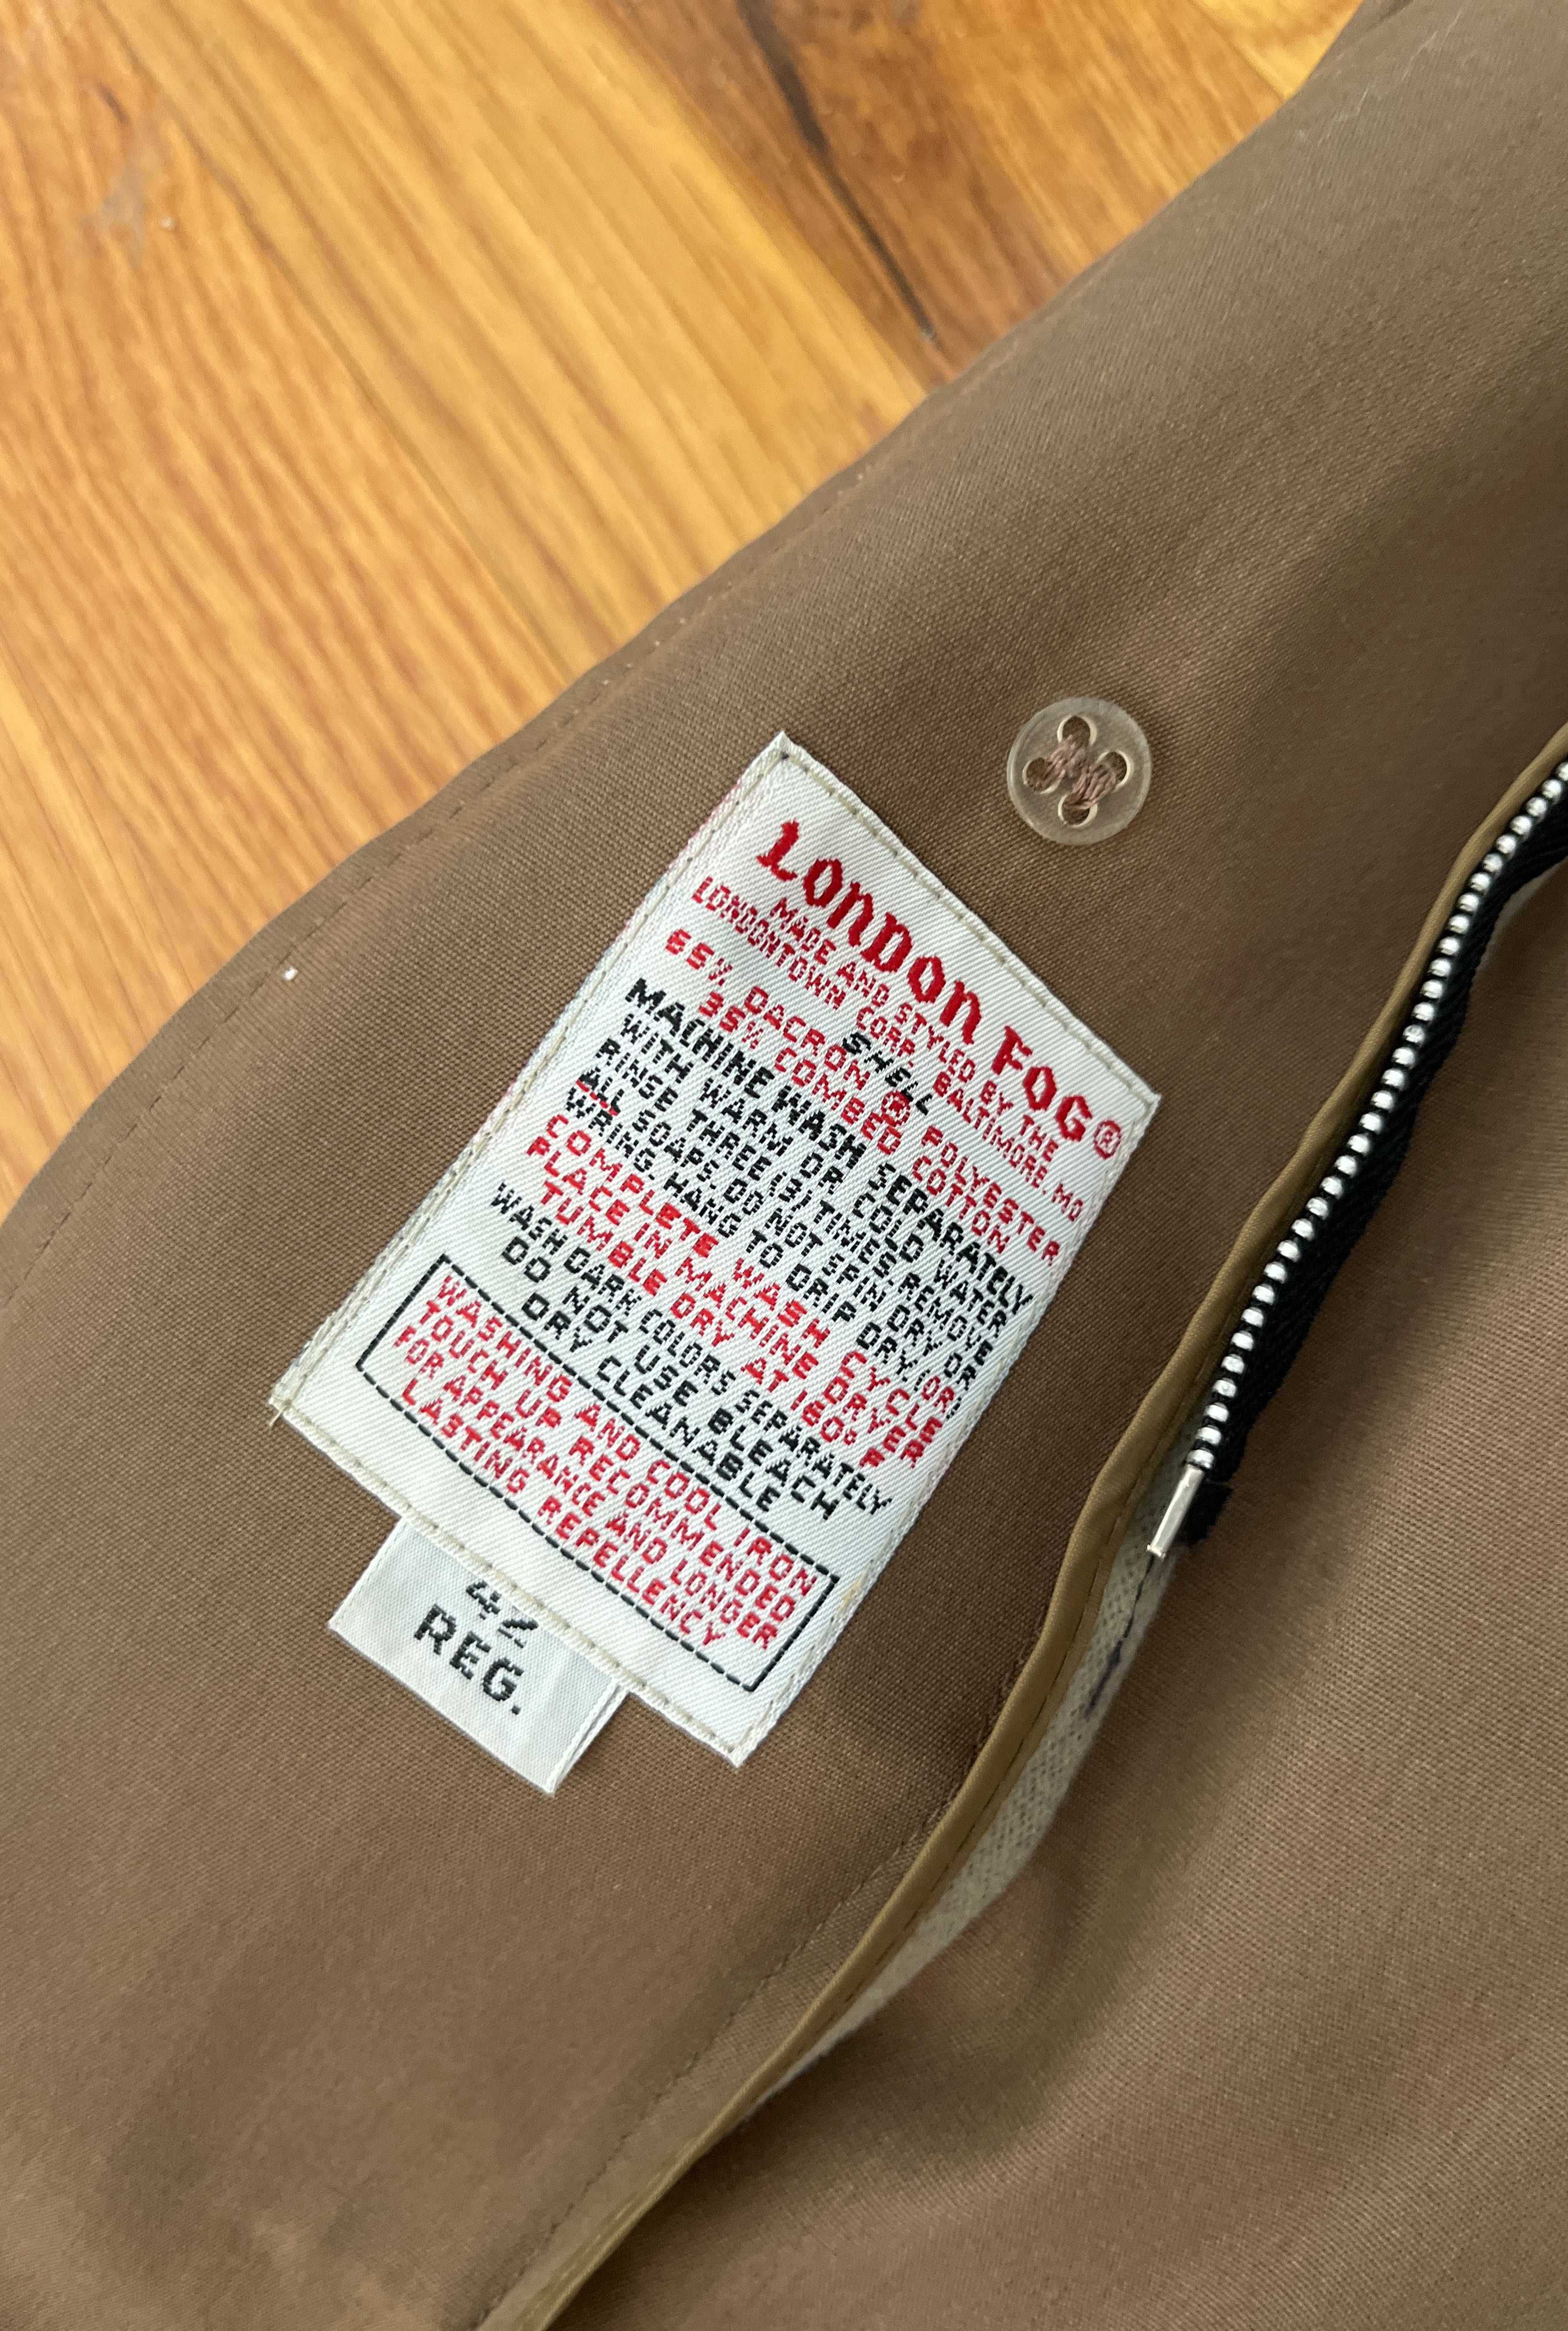 LONDON FOG®
MADE AND STYLED BY THE
LONDONTOWN CORP. BALTIMORE. MD
SHELL
65% DACRON ® POLYESTER
35% COMBED COTTON
MACHINE WASH SEPARATELY
WITH WARM OR COLD WATER
RINSE THREE (3) TIMES. REMOVE
ALL SOAPS. DO NOT SPIN DRY OR
WRING. HANG TO DRIP DRY. (OR)
COMPLETE WASH CYCLE
PLACE IN MACHINE DRYER
TUMBLE DRY AT 160° F
WASH DARK COLORS SEPARATELY
DO NOT USE BLEACH
DRY CLEANABLE
WASHING AND COOL IRON
TOUCH UP RECOMMENDED
FOR APPEARANCE AND LONGER
LASTING REPELLENCY
42
REG.